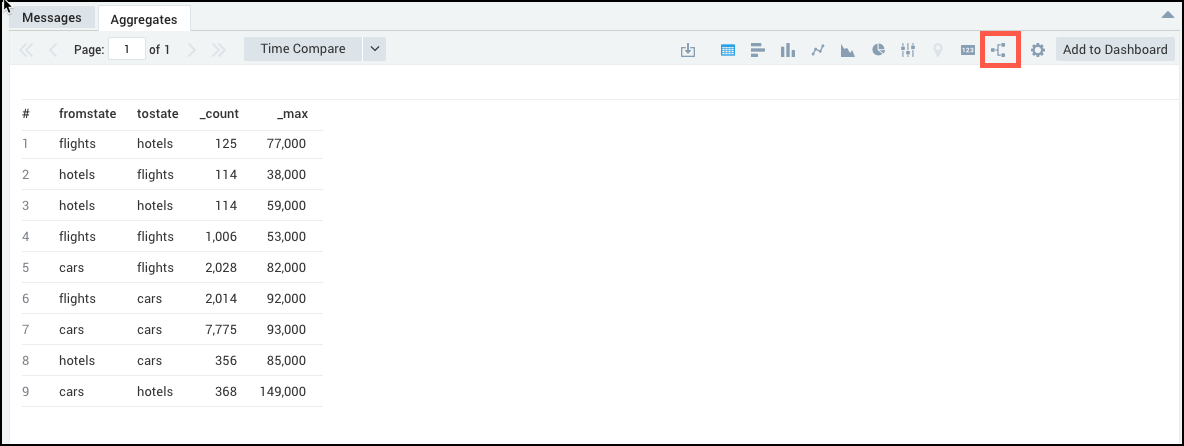 Messages Aggregates
Page: 1 of 1 Time Compare 123 Add to Dashboard
# fromstate tostate _count _max
1 flights hotels 125 77,000
2 hotels flights 114 38,000
3 hotels hotels 114 59,000
4 flights flights 1,006 53,000
5 cars flights 2,028 82,000
6 flights cars 2,014 92,000
7 cars cars 7,775 93,000
8 hotels cars 356 85,000
9 cars hotels 368 149,000